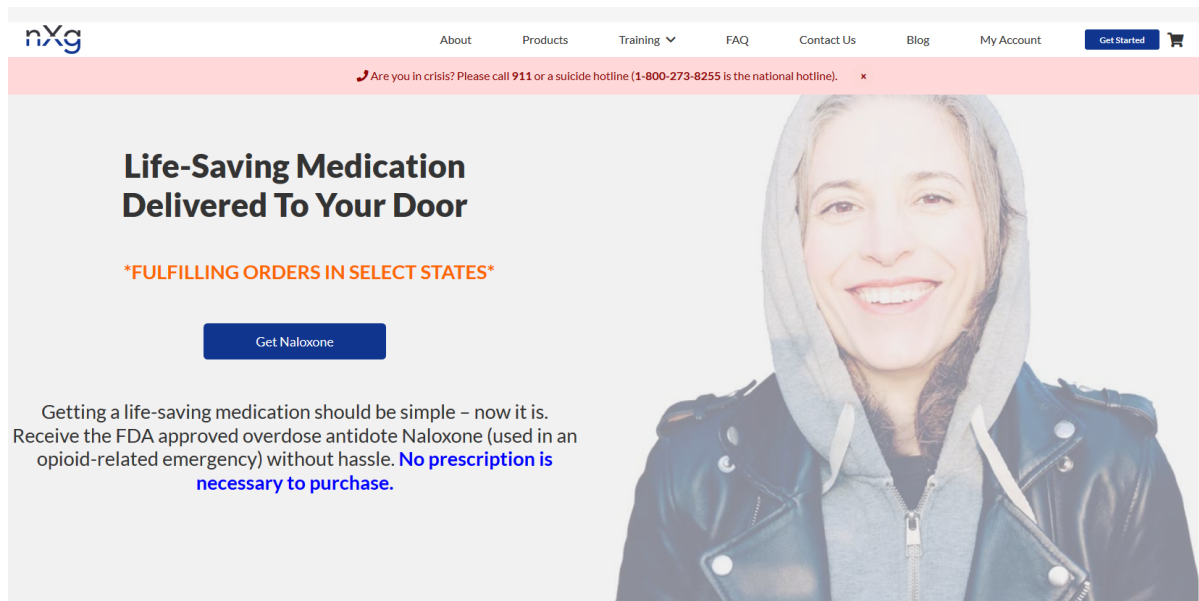 nXg
About Products Training FAQ Contact Us Blog My Account Get Started
Are you in crisis? Please call 911 or a suicide hotline (1-800-273-8255 is the national hotline). x
Life-Saving Medication
Delivered To Your Door
*FULFILLING ORDERS IN SELECT STATES*
Get Naloxone
Getting a life-saving medication should be simple – now it is.
Receive the FDA approved overdose antidote Naloxone (used in an
opioid-related emergency) without hassle. No prescription is
necessary to purchase.